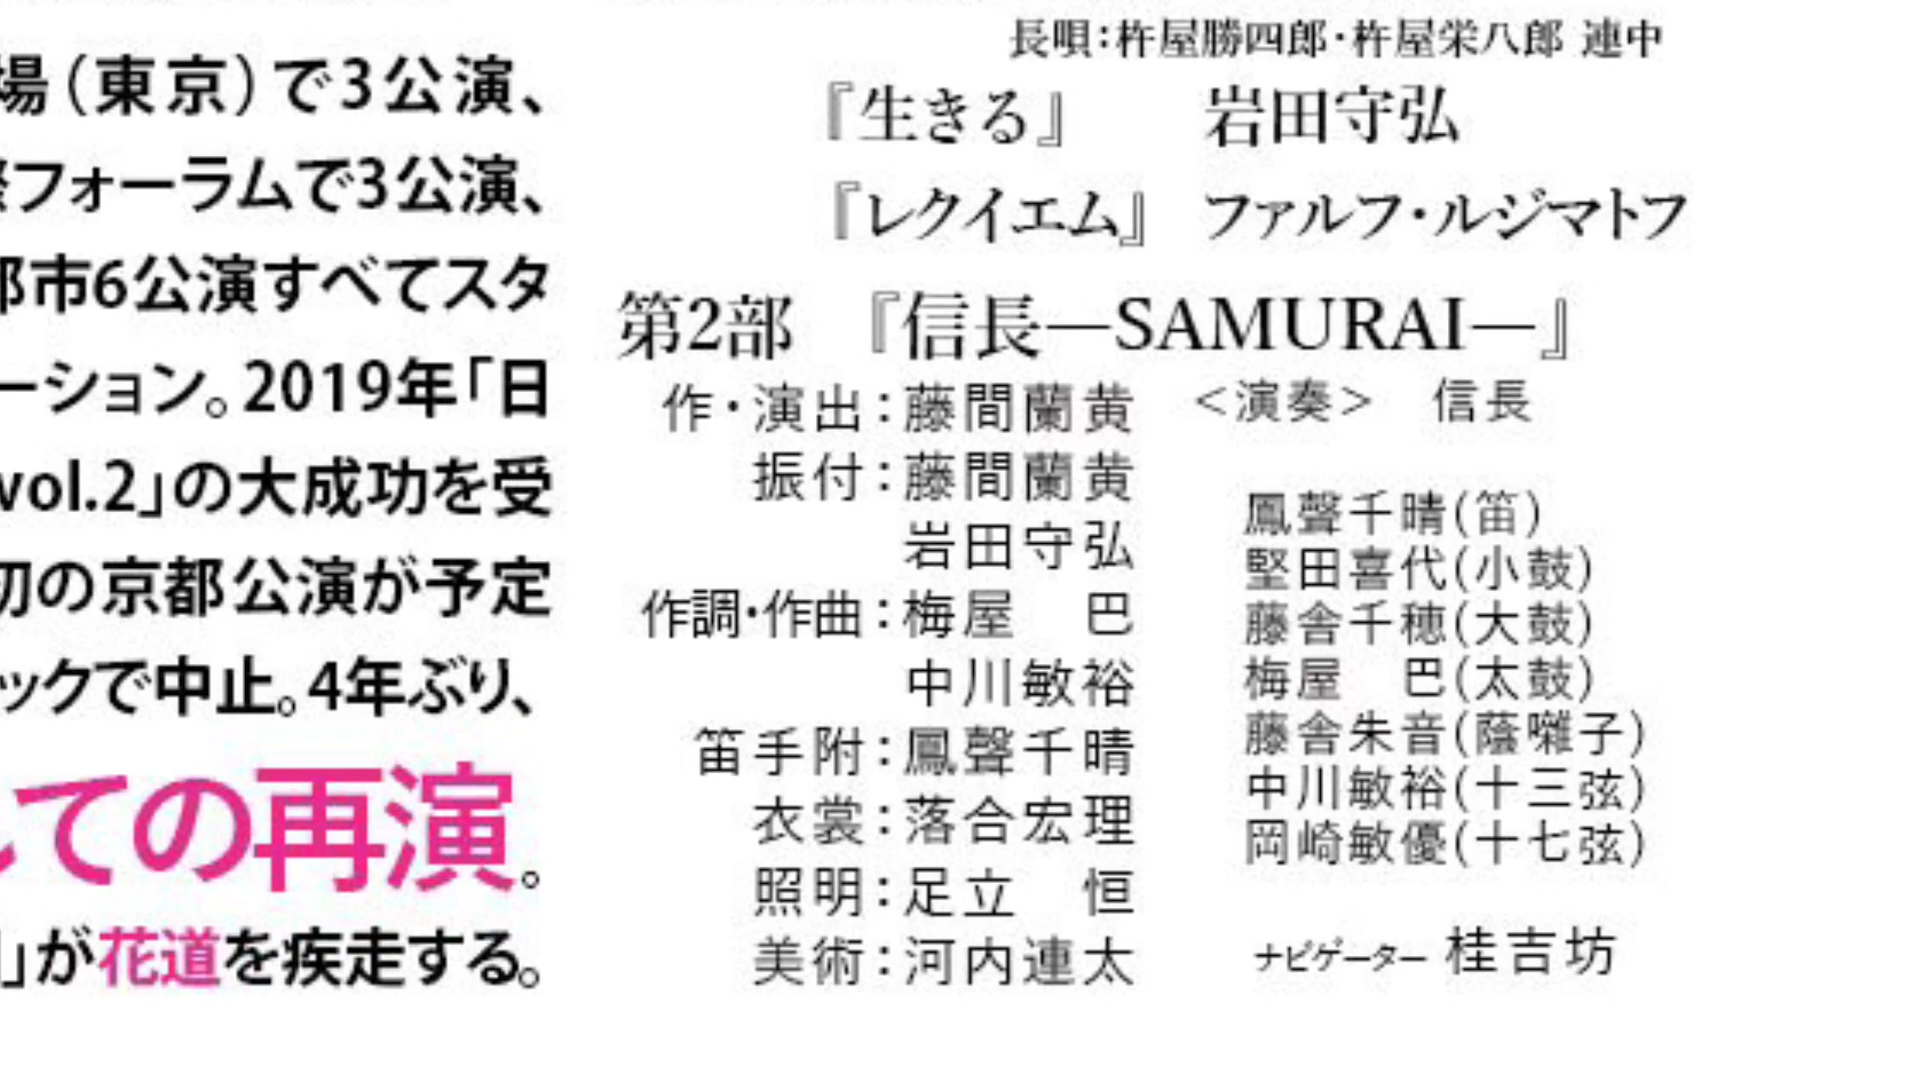 場（東京）で3公演、
際フォーラムで3公演、
都市6公演すべてスタ
ーション。2019年「日
vol.2」の大成功を受
初の京都公演が予定
ックで中止。4年ぶり、
しての再演。
」が花道を疾走する。
長唄：杵屋勝四郎・杵屋栄八郎 連中
『生きる』 岩田守弘
『レクイエム』 ファルフ・ルジマトフ
第2部 『信長―SAMURAI―』
作・演出：藤間蘭黄
振付：藤間蘭黄
岩田守弘
作調・作曲：梅屋 巴
中川敏裕
笛手附：鳳聲千晴
衣裳：落合宏理
照明：足立 恒
美術：河内連太
＜演奏＞ 信長
鳳聲千晴(笛)
堅田喜代(小鼓)
藤舎千穂(大鼓)
梅屋 巴(太鼓)
藤舎朱音(蔭囃子)
中川敏裕(十三弦)
岡崎敏優(十七弦)
ナビゲーター 桂吉坊